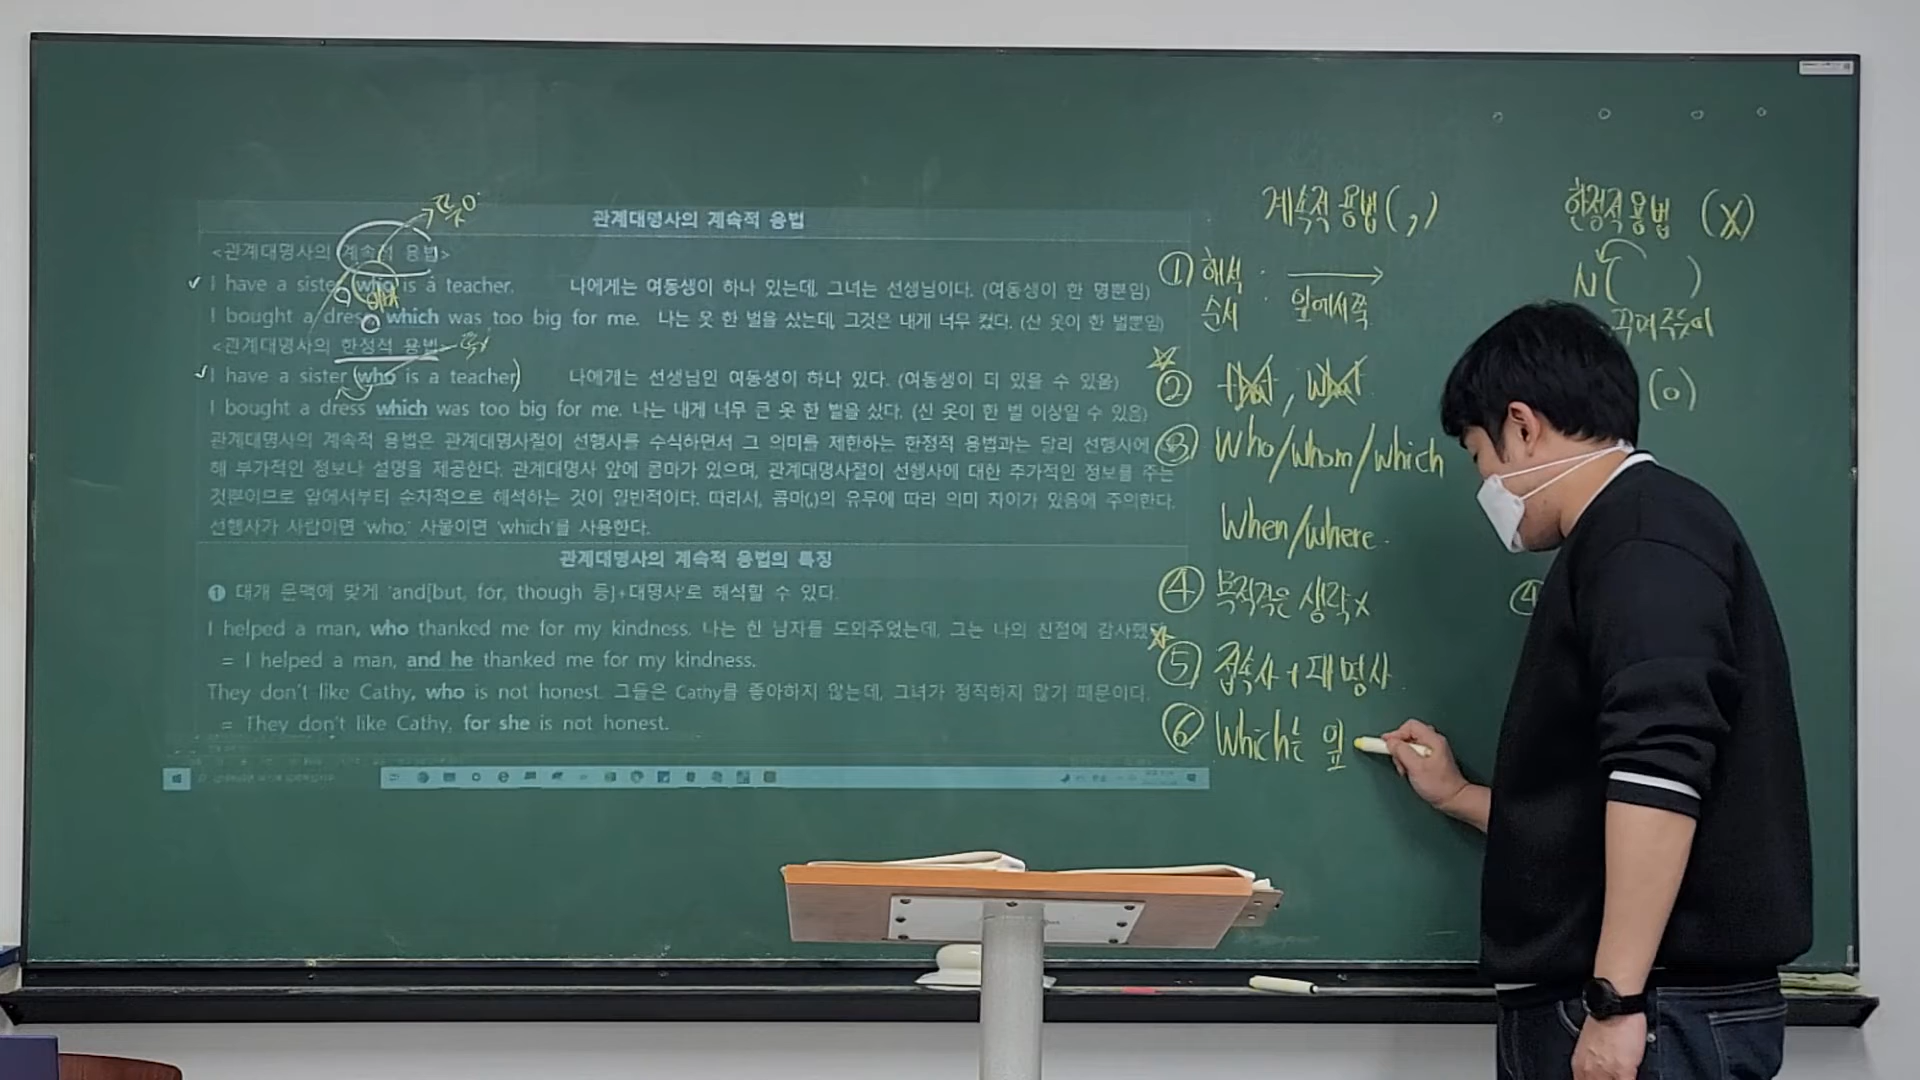 관계대명사의 계속적 용법
<관계대명사의 계속적 용법>
I have a sister, who is a teacher. 나에게는 여동생이 하나 있는데, 그녀는 선생님이다. (여동생이 한 명뿐임)
I bought a dress, which was too big for me. 나는 옷 한 벌을 샀는데, 그것은 내게 너무 컸다. (산 옷이 한 벌뿐임)
<관계대명사의 한정적 용법>
I have a sister (who is a teacher) 나에게는 선생님인 여동생이 하나 있다. (여동생이 더 있을 수 있음)
I bought a dress which was too big for me. 나는 내게 너무 큰 옷 한 벌을 샀다. (산 옷이 한 벌 이상일 수 있음)
관계대명사의 계속적 용법은 관계대명사절이 선행사를 수식하면서 그 의미를 제한하는 한정적 용법과는 달리 선행사에
해 부가적인 정보나 설명을 제공한다. 관계대명사 앞에 콤마가 있으며, 관계대명사절이 선행사에 대한 추가적인 정보를 주는
것뿐이므로 앞에서부터 순차적으로 해석하는 것이 일반적이다. 따라서, 콤마(,)의 유무에 따라 의미 차이가 있음에 주의한다.
선행사가 사람이면 'who,' 사물이면 'which'를 사용한다.
관계대명사의 계속적 용법의 특징
❶ 대개 문맥에 맞게 'and[but, for, though 등]+대명사'로 해석할 수 있다.
I helped a man, who thanked me for my kindness. 나는 한 남자를 도와주었는데, 그는 나의 친절에 감사했다
= I helped a man, and he thanked me for my kindness.
They don't like Cathy, who is not honest. 그들은 Cathy를 좋아하지 않는데, 그녀가 정직하지 않기 때문이다.
= They don't like Cathy, for she is not honest.
계속적 용법 ( , )
① 해석 순서 : 앞에서 쭉
② that, what
③ who/whom/which
when/where
④ 목적격은 생략x
⑤ 접속사 + 대명사
⑥ Which는 앞
한정적 용법 (X)
N ( )
꾸며주듯이
(o)
④